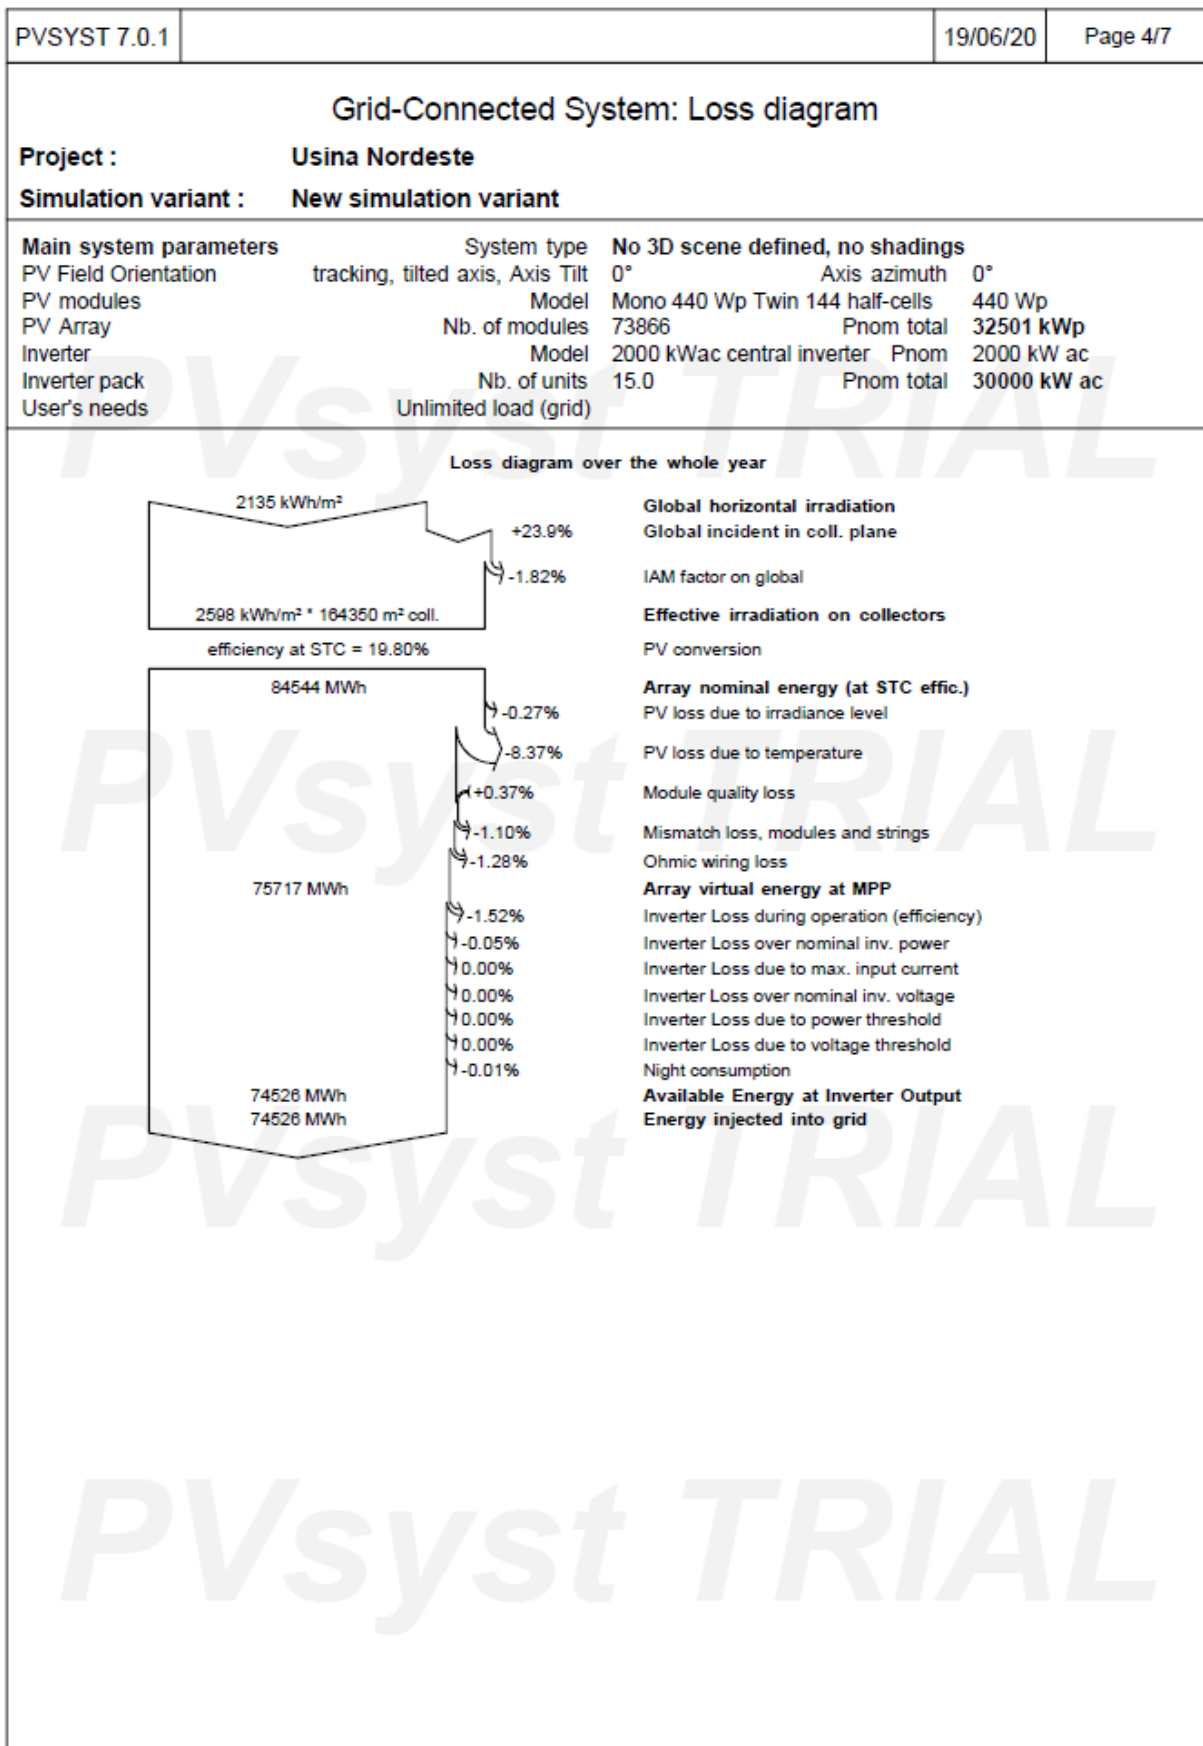 PVSYST 7.0.1 19/06/20 Page 4/7
Grid-Connected System: Loss diagram
Project : Usina Nordeste
Simulation variant : New simulation variant
Main system parameters System type No 3D scene defined, no shadings
PV Field Orientation tracking, tilted axis, Axis Tilt 0° Axis azimuth 0°
PV modules Model Mono 440 Wp Twin 144 half-cells 440 Wp
PV Array Nb. of modules 73866 Pnom total 32501 kWp
Inverter Model 2000 kWac central inverter Pnom 2000 kW ac
Inverter pack Nb. of units 15.0 Pnom total 30000 kW ac
User's needs Unlimited load (grid)
PVsyst TRIAL
Loss diagram over the whole year
2135 kWh/m² Global horizontal irradiation
+23.9% Global incident in coll. plane
-1.82% IAM factor on global
2598 kWh/m² * 164350 m² coll. Effective irradiation on collectors
efficiency at STC = 19.80% PV conversion
84544 MWh Array nominal energy (at STC effic.)
-0.27% PV loss due to irradiance level
-8.37% PV loss due to temperature
PVsyst TRIAL
+0.37% Module quality loss
-1.10% Mismatch loss, modules and strings
-1.28% Ohmic wiring loss
75717 MWh Array virtual energy at MPP
-1.52% Inverter Loss during operation (efficiency)
-0.05% Inverter Loss over nominal inv. power
0.00% Inverter Loss due to max. input current
0.00% Inverter Loss over nominal inv. voltage
0.00% Inverter Loss due to power threshold
0.00% Inverter Loss due to voltage threshold
-0.01% Night consumption
74526 MWh Available Energy at Inverter Output
74526 MWh Energy injected into grid
PVsyst TRIAL
PVsyst TRIAL